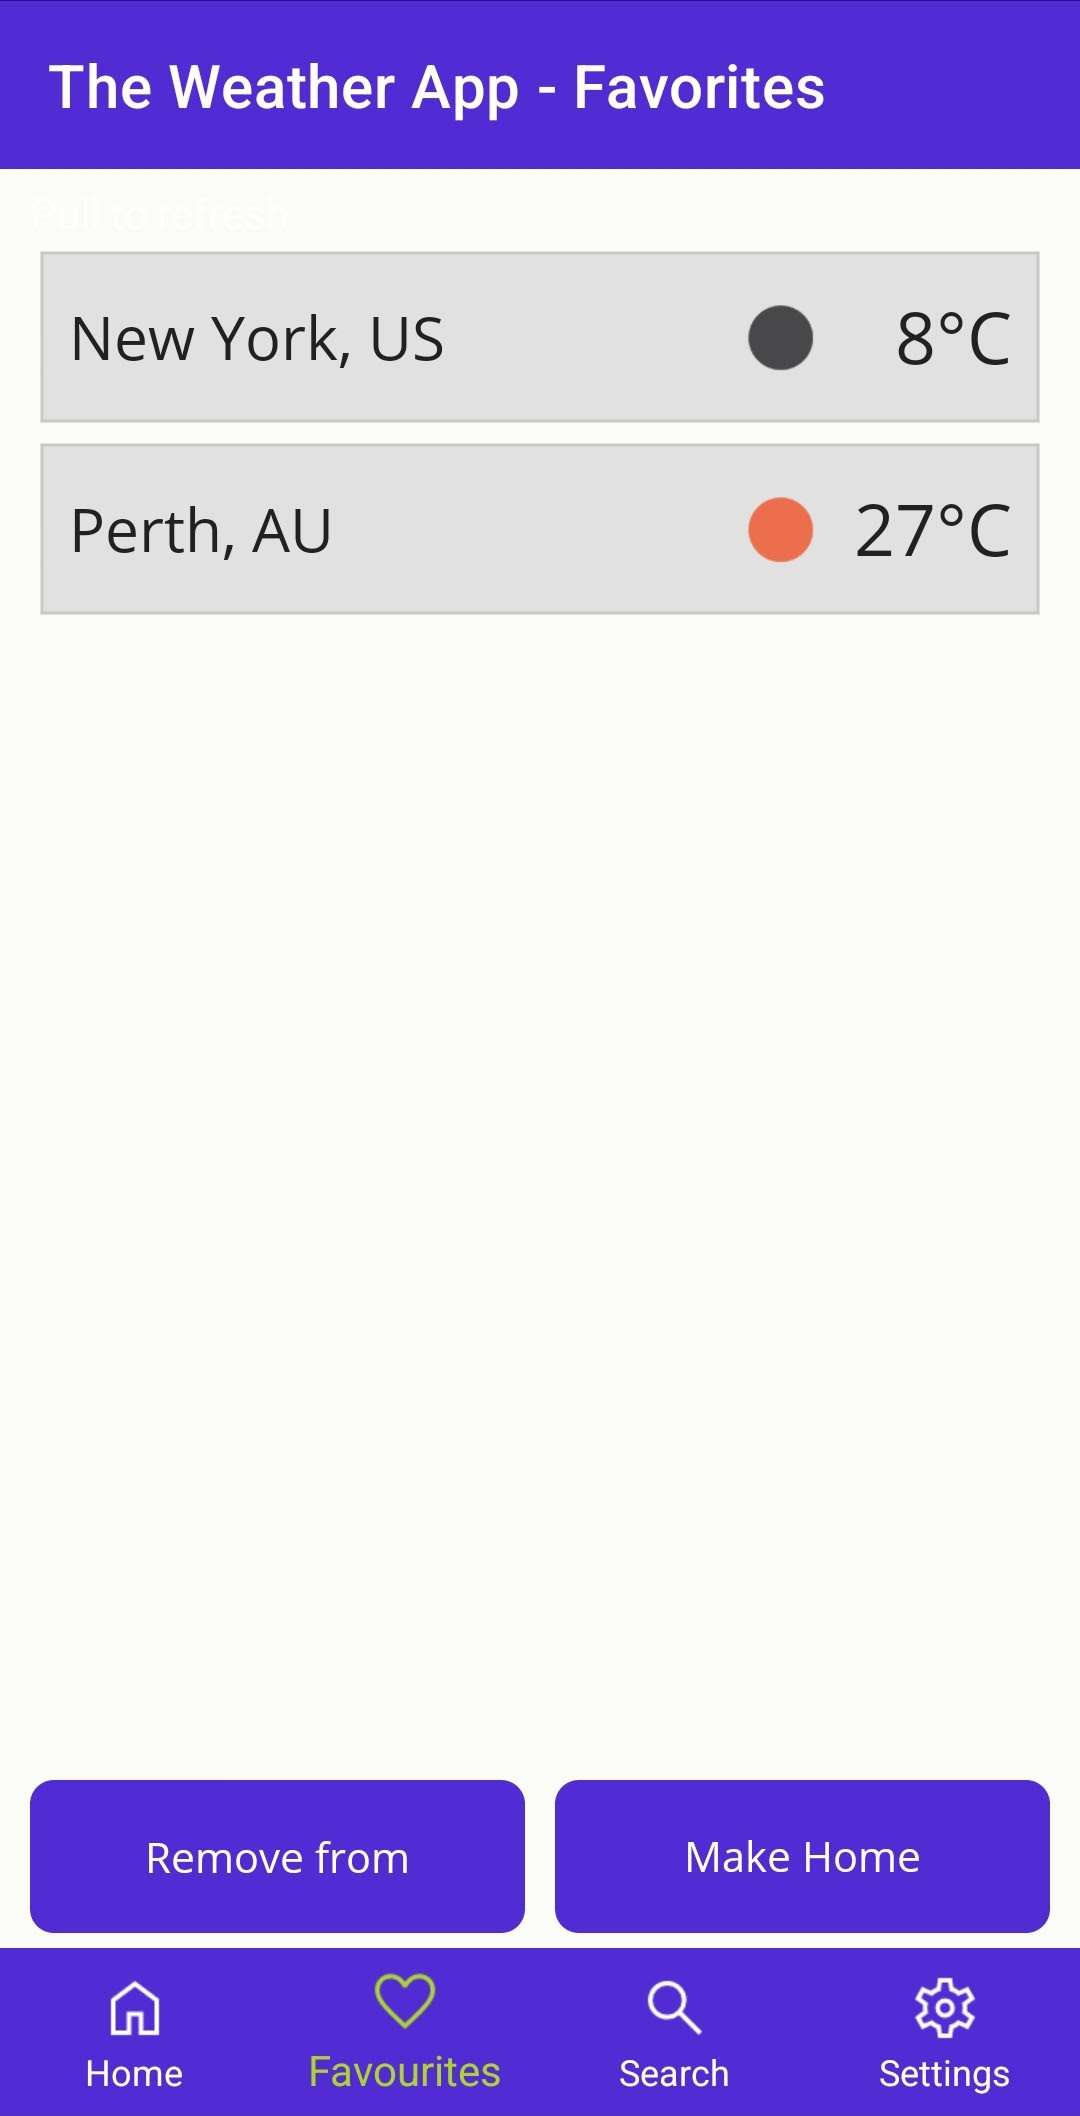 The Weather App - Favorites
Pull to refresh
New York, US 8°C
Perth, AU 27°C
Remove from
Make Home
Home
Favourites
Search
Settings